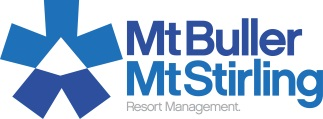 Mt Buller
Mt Stirling
Resort Management.